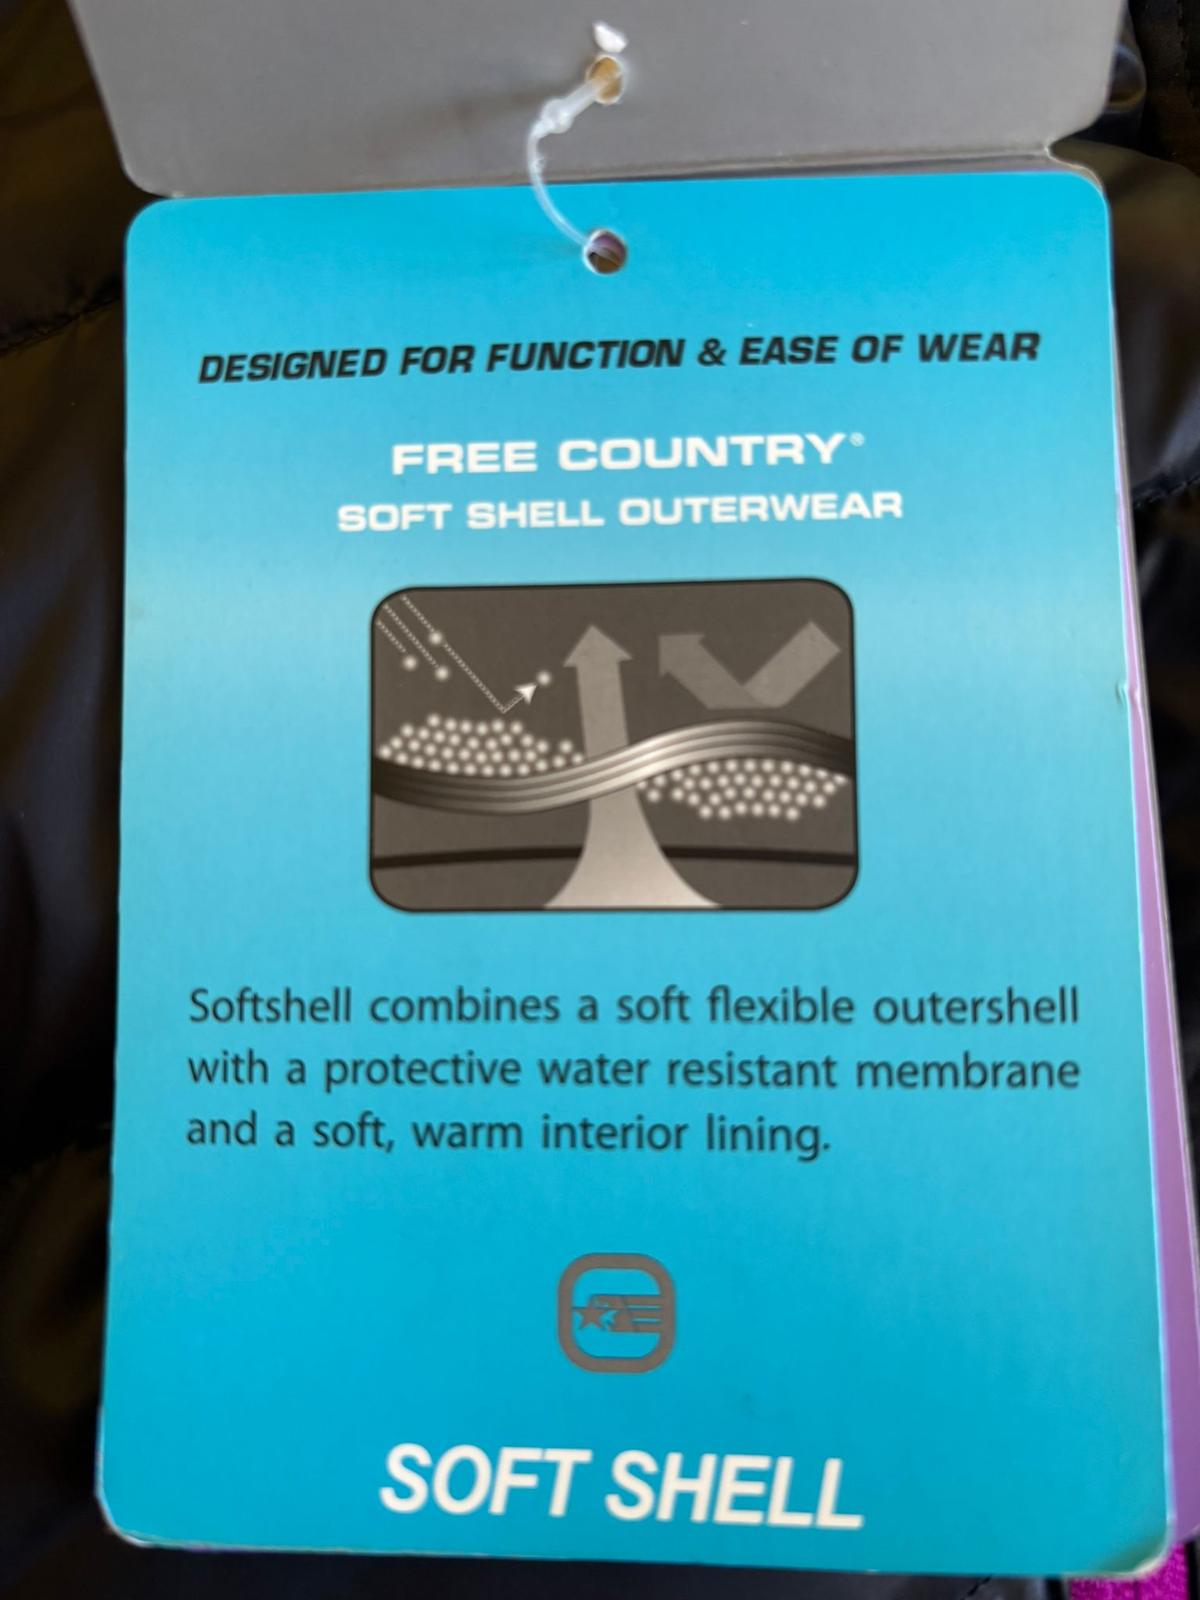 DESIGNED FOR FUNCTION & EASE OF WEAR
FREE COUNTRY®
SOFT SHELL OUTERWEAR
Softshell combines a soft flexible outershell
with a protective water resistant membrane
and a soft, warm interior lining.
SOFT SHELL